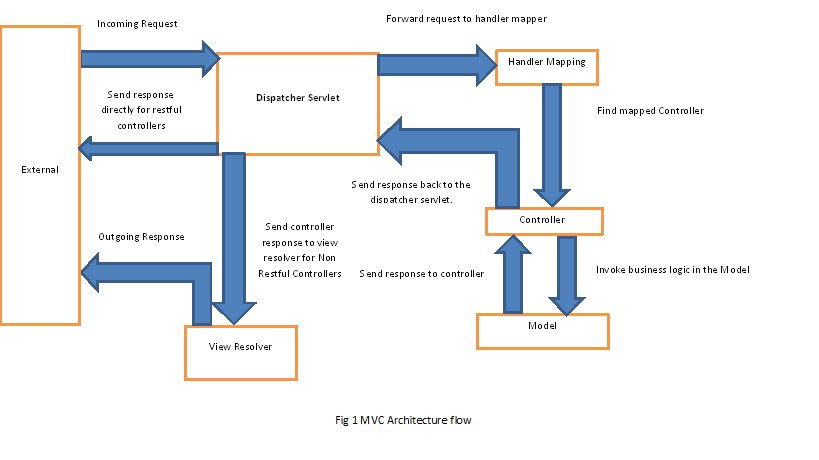 Forward request to handler mapper
Incoming Request
Handler Mapping
Send response
directly for restful
controllers
Dispatcher Servlet
Find mapped Controller
External
Send response back to the
dispatcher servlet.
Controller
Outgoing Response
Send controller
response to view
resolver for Non
Restful Controllers
Send response to controller
Invoke business logic in the Model
Model
View Resolver
Fig 1 MVC Architecture flow